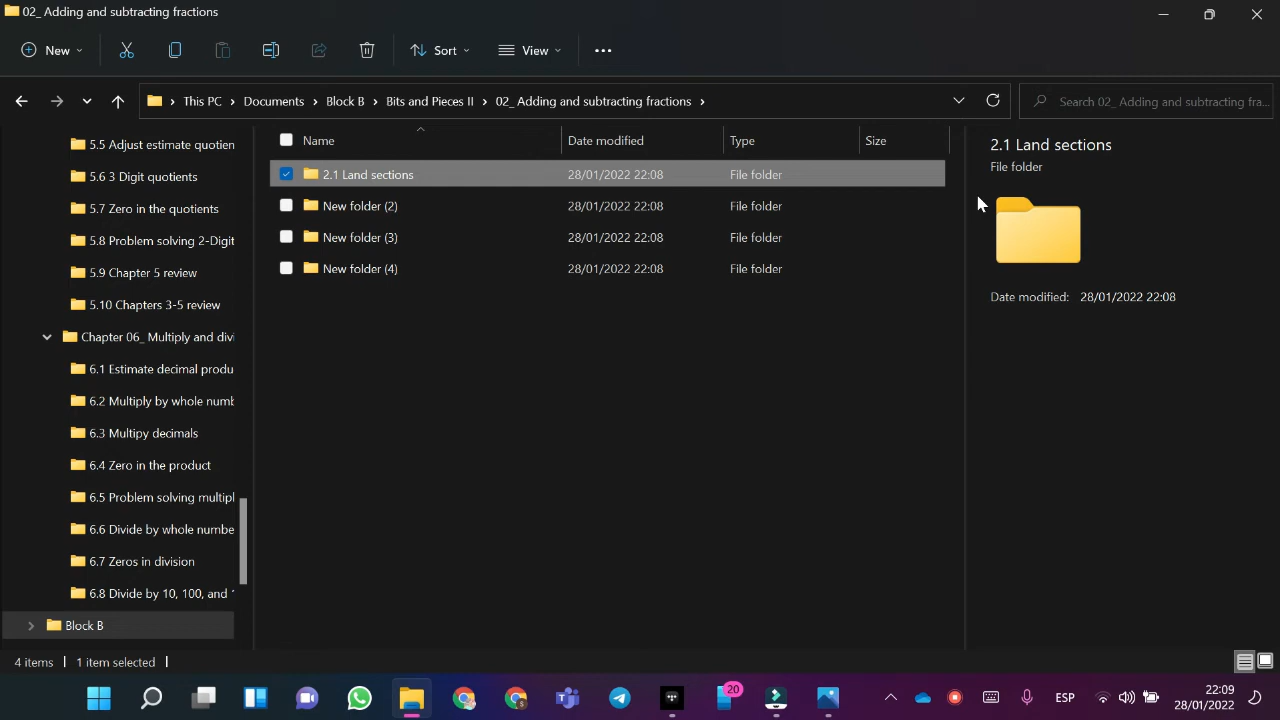 02_ Adding and subtracting fractions
New
Sort
View
This PC > Documents > Block B > Bits and Pieces II > 02_ Adding and subtracting fractions >
Search 02_ Adding and subtracting fra...
5.5 Adjust estimate quotien
5.6 3 Digit quotients
5.7 Zero in the quotients
5.8 Problem solving 2-Digit
5.9 Chapter 5 review
5.10 Chapters 3-5 review
Chapter 06_ Multiply and divi
6.1 Estimate decimal produ
6.2 Multiply by whole numb
6.3 Multipy decimals
6.4 Zero in the product
6.5 Problem solving multipl
6.6 Divide by whole numbe
6.7 Zeros in division
6.8 Divide by 10, 100, and
Block B
Name Date modified Type Size
2.1 Land sections 28/01/2022 22:08 File folder
New folder (2) 28/01/2022 22:08 File folder
New folder (3) 28/01/2022 22:08 File folder
New folder (4) 28/01/2022 22:08 File folder
2.1 Land sections
File folder
Date modified: 28/01/2022 22:08
4 items 1 item selected
20
ESP
22:09
28/01/2022